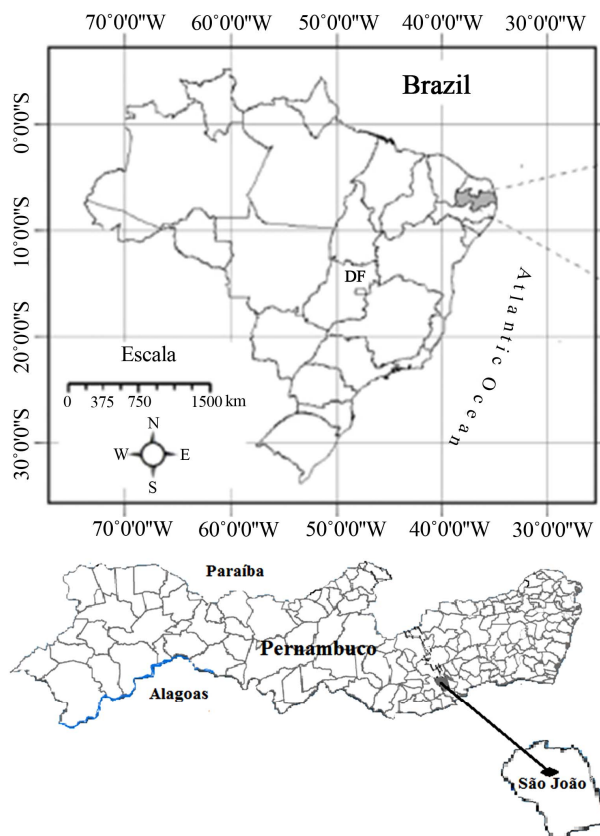 70°0'0"W 60°0'0"W 50°0'0"W 40°0'0"W 30°0'0"W
Brazil
0°0'0"S
10°0'0"S
20°0'0"S
30°0'0"S
DF
Atlantic Ocean
Escala
0 375 750 1500 km
N
W E
S
70°0'0"W 60°0'0"W 50°0'0"W 40°0'0"W 30°0'0"W
Paraíba
Pernambuco
Alagoas
São João